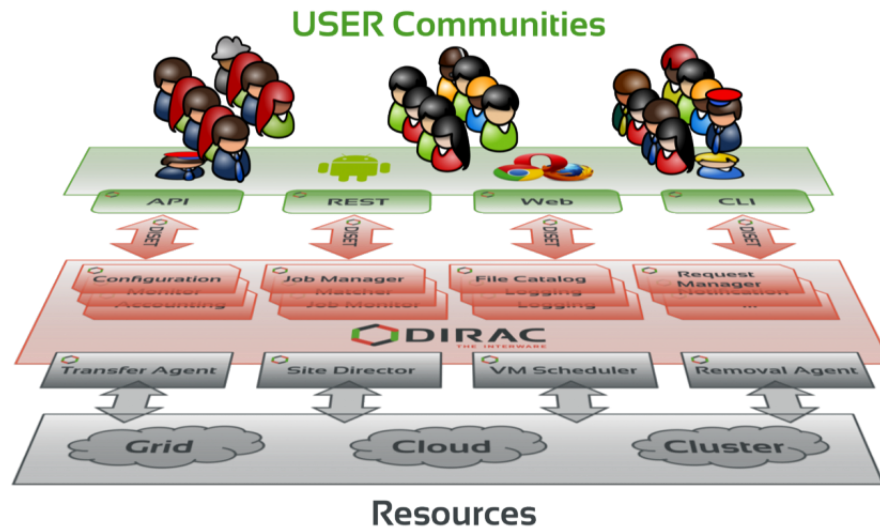 USER Communities
API
REST
Web
CLI
DISET
DISET
DISET
DISET
Configuration
Monitor
Accounting
Job Manager
Matcher
Job Monitor
File Catalog
Logging
Logging
Request
Manager
Notification
...
DIRAC
THE INTERWARE
Transfer Agent
Site Director
VM Scheduler
Removal Agent
Grid
Cloud
Cluster
Resources